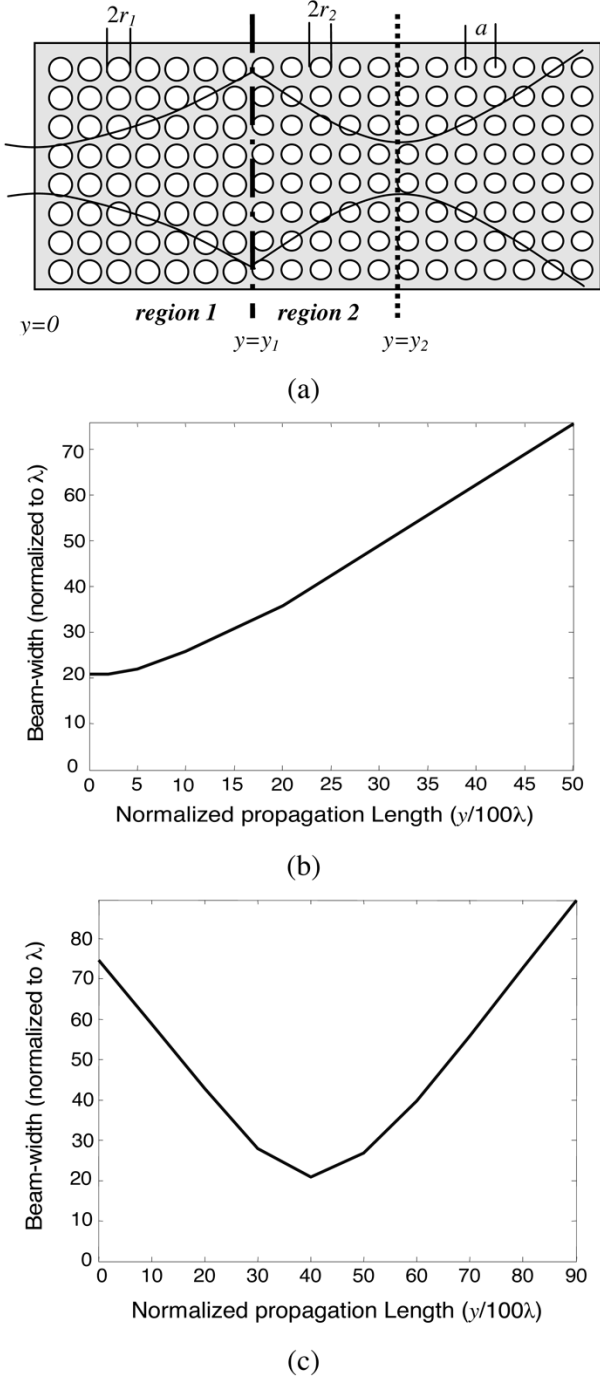 2r1 2r2 a
region 1 region 2
y=0
y=y1 y=y2
(a)
Beam-width (normalized to λ)
70
60
50
40
30
20
10
0
0 5 10 15 20 25 30 35 40 45 50
Normalized propagation Length (y/100λ)
(b)
Beam-width (normalized to λ)
80
70
60
50
40
30
20
10
0
0 10 20 30 40 50 60 70 80 90
Normalized propagation Length (y/100λ)
(c)